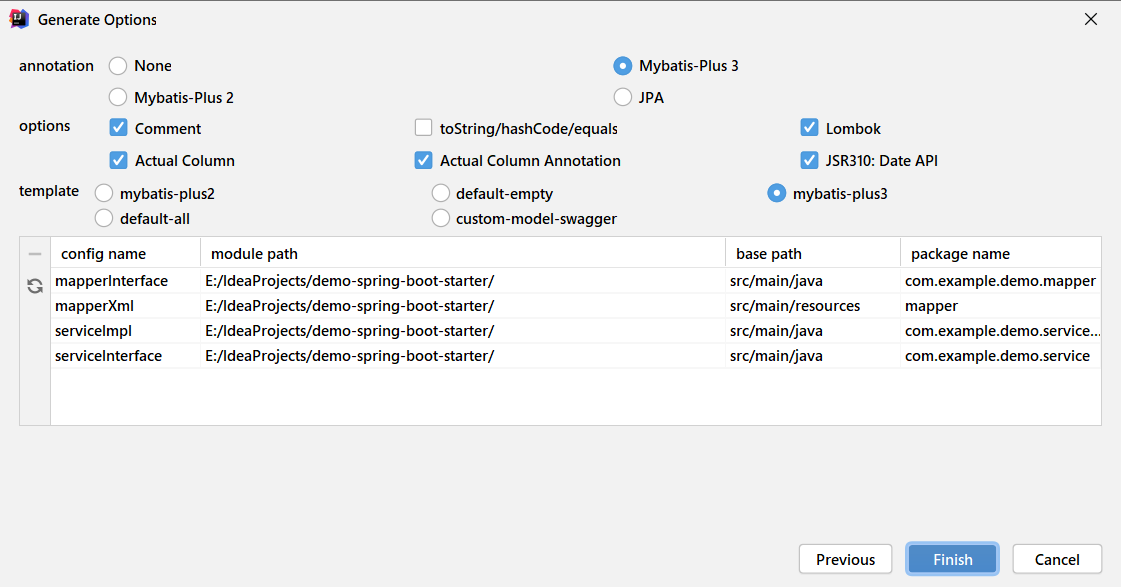 Generate Options
annotation None Mybatis-Plus 3
Mybatis-Plus 2 JPA
options Comment toString/hashCode/equals Lombok
Actual Column Actual Column Annotation JSR310: Date API
template mybatis-plus2 default-empty mybatis-plus3
default-all custom-model-swagger
config name module path base path package name
mapperInterface E:/IdeaProjects/demo-spring-boot-starter/ src/main/java com.example.demo.mapper
mapperXml E:/IdeaProjects/demo-spring-boot-starter/ src/main/resources mapper
serviceImpl E:/IdeaProjects/demo-spring-boot-starter/ src/main/java com.example.demo.service...
serviceInterface E:/IdeaProjects/demo-spring-boot-starter/ src/main/java com.example.demo.service
Previous Finish Cancel